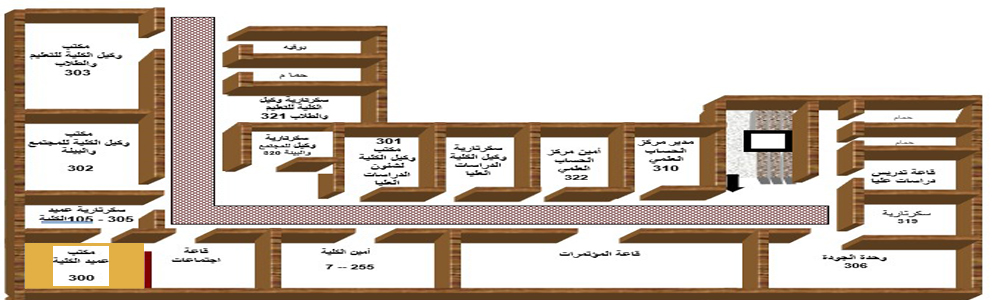 مكتب
وكيل الكلية للتعليم
والطلاب
303
بوفيه
حمام
سكرتارية وكيل
الكلية للتعليم
والطلاب 321
مكتب
وكيل الكلية للمجتمع
والبيئة
302
سكرتارية
وكيل للمجتمع
والبيئة 320
301
مكتب
وكيل الكلية
لشئون
الدراسات
العليا
سكرتارية
وكيل الكلية
الدراسات
العليا
أمين مركز
الحساب
العلمي
322
مدير مركز
الحساب
العلمي
310
حمام
حمام
قاعة تدريس
دراسات عليا
سكرتارية
319
سكرتارية عميد
الكلية105 - 305
مكتب
عميد الكلية
300
قاعة
اجتماعات
أمين الكلية
7 -- 255
قاعة المؤتمرات
وحدة الجودة
306